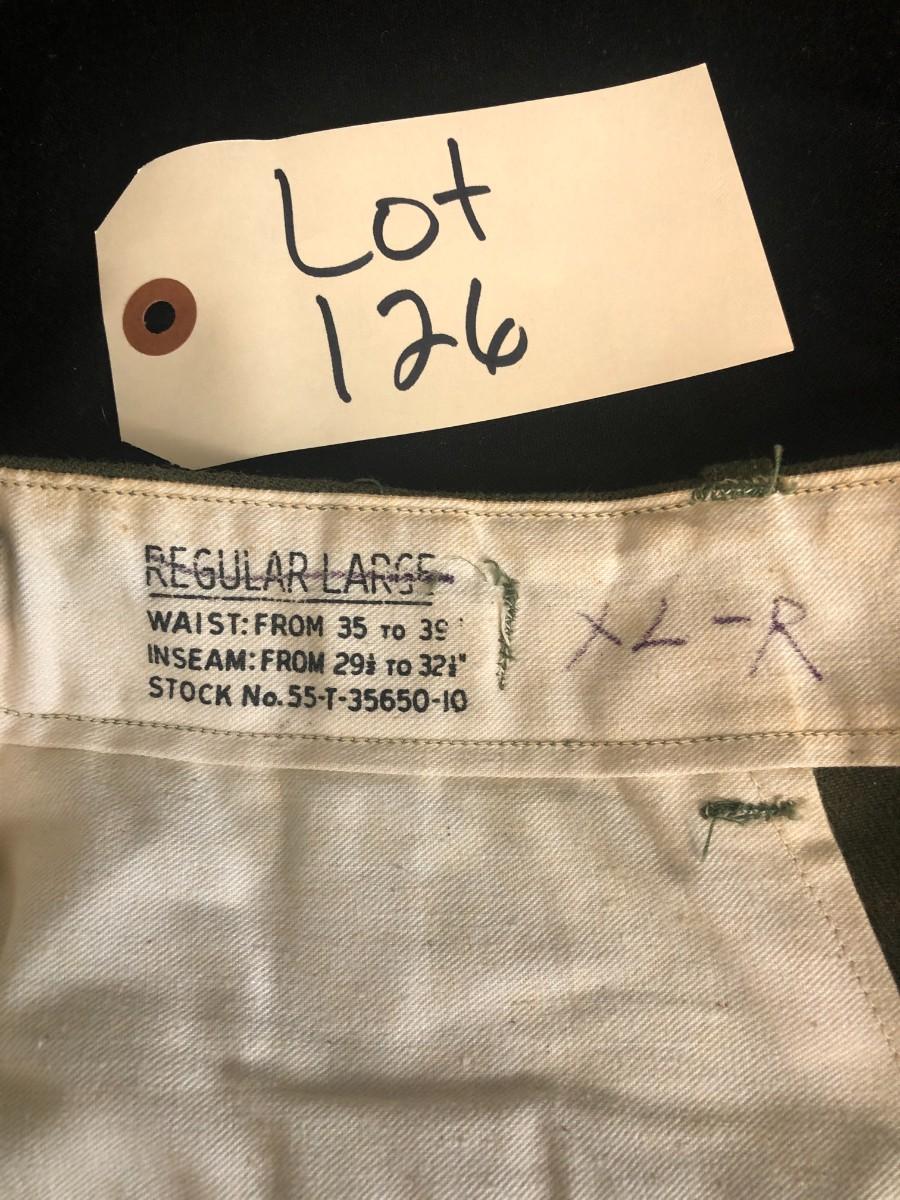 Lot
126
REGULAR LARGE
WAIST: FROM 35 TO 39"
INSEAM: FROM 29½ TO 32½"
STOCK No. 55-T-35650-10
XL-R